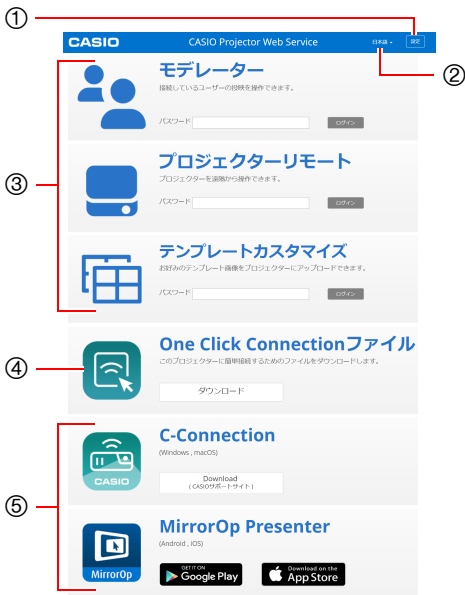 ①
CASIO CASIO Projector Web Service 日本語 設定
②
③
モデレーター
接続しているユーザーの投映を操作できます。
パスワード ログイン
プロジェクターリモート
プロジェクターを遠隔から操作できます。
パスワード ログイン
テンプレートカスタマイズ
お好みのテンプレート画像をプロジェクターにアップロードできます。
パスワード ログイン
④
One Click Connectionファイル
このプロジェクターに簡単接続するためのファイルをダウンロードします。
ダウンロード
⑤
C-Connection
(Windows , macOS)
CASIO
Download
( CASIOサポートサイト )
MirrorOp Presenter
(Android , iOS)
MirrorOp
GET IT ON
Google Play
Download on the
App Store